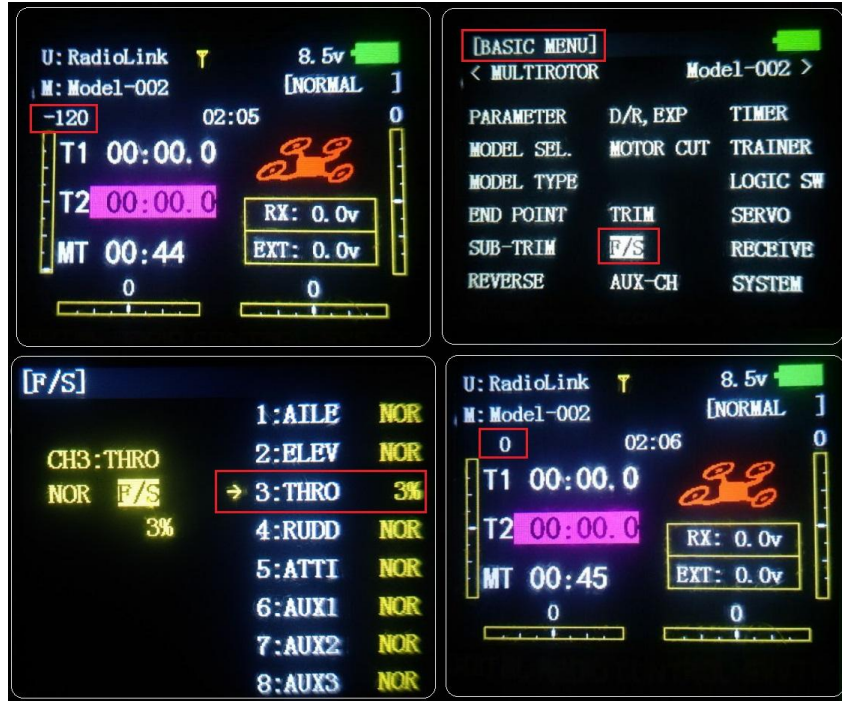 U: RadioLink 8.5v
M: Model-002 [NORMAL ]
-120 02:05 0
T1 00:00.0
T2 00:00.0
RX: 0.0v
MT 00:44 EXT: 0.0v
0 0
[BASIC MENU]
< MULTIROTOR Model-002 >
PARAMETER D/R,EXP TIMER
MODEL SEL. MOTOR CUT TRAINER
MODEL TYPE LOGIC SW
END POINT TRIM SERVO
SUB-TRIM F/S RECEIVE
REVERSE AUX-CH SYSTEM
[F/S]
CH3:THRO
NOR F/S
3%
1:AILE NOR
2:ELEV NOR
→ 3:THRO 3%
4:RUDD NOR
5:ATTI NOR
6:AUX1 NOR
7:AUX2 NOR
8:AUX3 NOR
U: RadioLink 8.5v
M: Model-002 [NORMAL ]
0 02:06 0
T1 00:00.0
T2 00:00.0
RX: 0.0v
MT 00:45 EXT: 0.0v
0 0